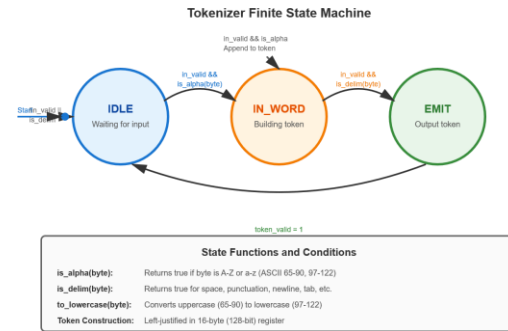 Tokenizer Finite State Machine
in_valid && is_alpha
Append to token
in_valid &&
is_alpha(byte)
in_valid &&
is_delim(byte)
Start
in_valid ||
is_delim
IDLE
Waiting for input
IN_WORD
Building token
EMIT
Output token
token_valid = 1
State Functions and Conditions
is_alpha(byte): Returns true if byte is A-Z or a-z (ASCII 65-90, 97-122)
is_delim(byte): Returns true for space, punctuation, newline, tab, etc.
to_lowercase(byte): Converts uppercase (65-90) to lowercase (97-122)
Token Construction: Left-justified in 16-byte (128-bit) register